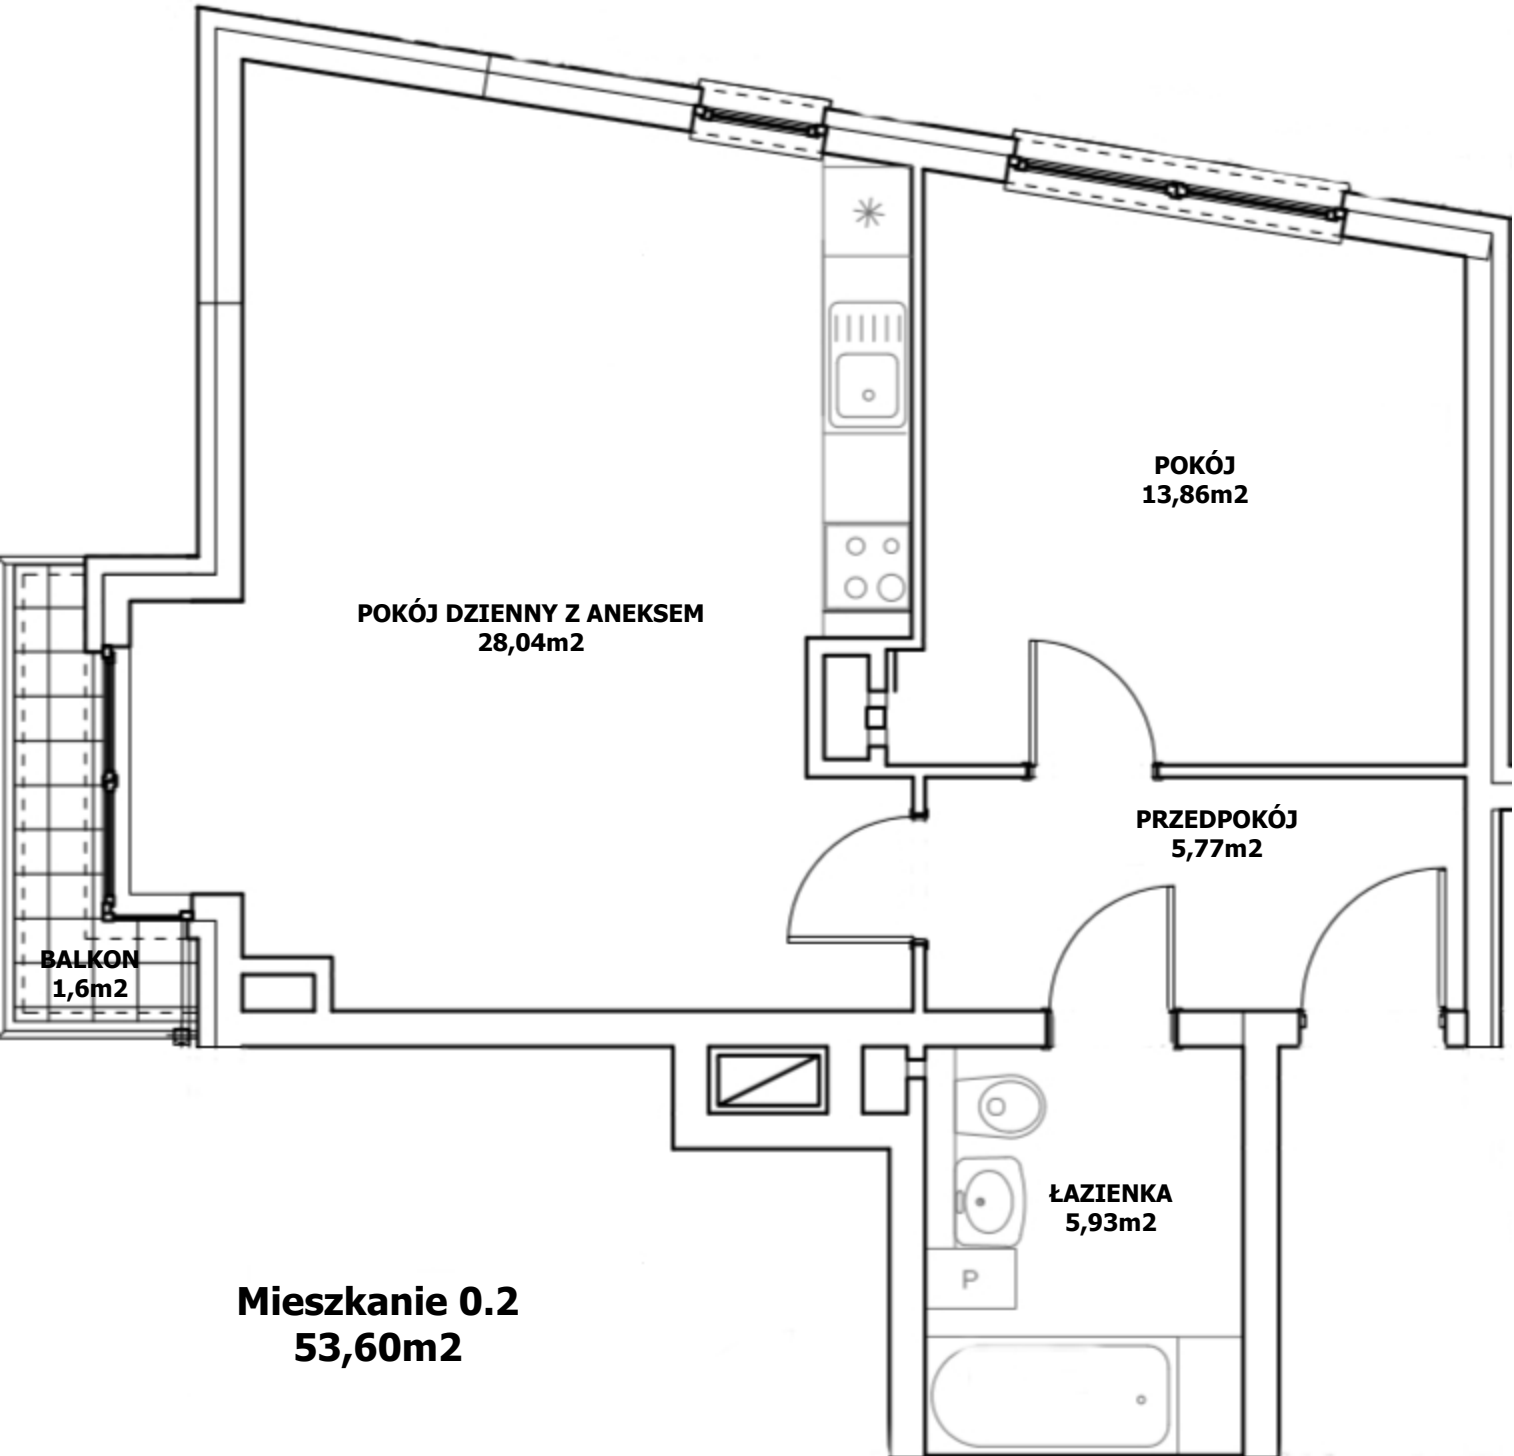 POKÓJ
13,86m2
POKÓJ DZIENNY Z ANEKSEM
28,04m2
PRZEDPOKÓJ
5,77m2
BALKON
1,6m2
ŁAZIENKA
5,93m2
P
Mieszkanie 0.2
53,60m2